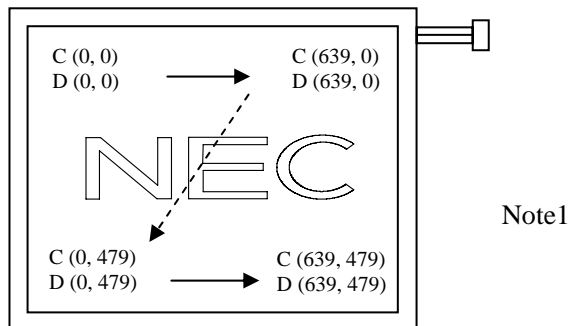 C (0, 0) C (639, 0)
D (0, 0) D (639, 0)
NEC
Note1
C (0, 479) C (639, 479)
D (0, 479) D (639, 479)